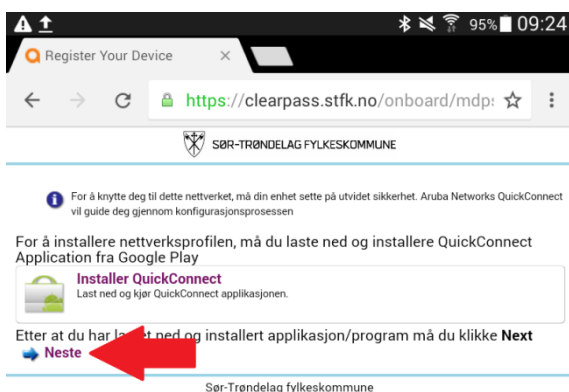 95% 09:24
Register Your Device
https://clearpass.stfk.no/onboard/mdp
SØR-TRØNDELAG FYLKESKOMMUNE
For å knytte deg til dette nettverket, må din enhet sette på utvidet sikkerhet. Aruba Networks QuickConnect
vil guide deg gjennom konfigurasjonsprosessen
For å installere nettverksprofilen, må du laste ned og installere QuickConnect
Application fra Google Play
Installer QuickConnect
Last ned og kjør QuickConnect applikasjonen.
Etter at du har ned og installert applikasjon/program må du klikke Next
Neste
Sør-Trøndelag fylkeskommune